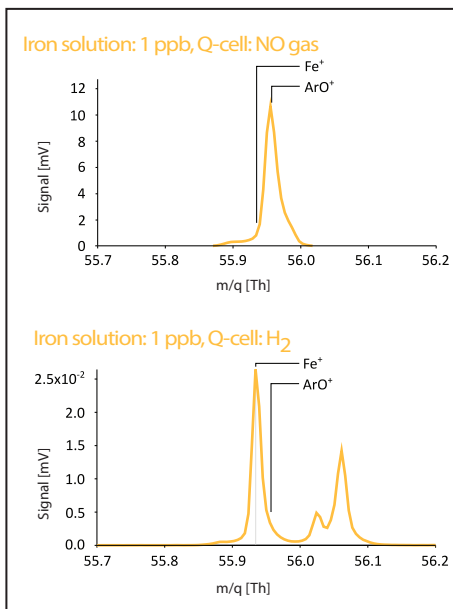 Iron solution: 1 ppb, Q-cell: NO gas
Fe⁺
ArO⁺
12
10
8
6
4
2
0
Signal [mV]
55.7 55.8 55.9 56.0 56.1 56.2
m/q [Th]
Iron solution: 1 ppb, Q-cell: H₂
Fe⁺
ArO⁺
2.5x10⁻²
2.0
1.5
1.0
0.5
0.0
Signal [mV]
55.7 55.8 55.9 56.0 56.1 56.2
m/q [Th]